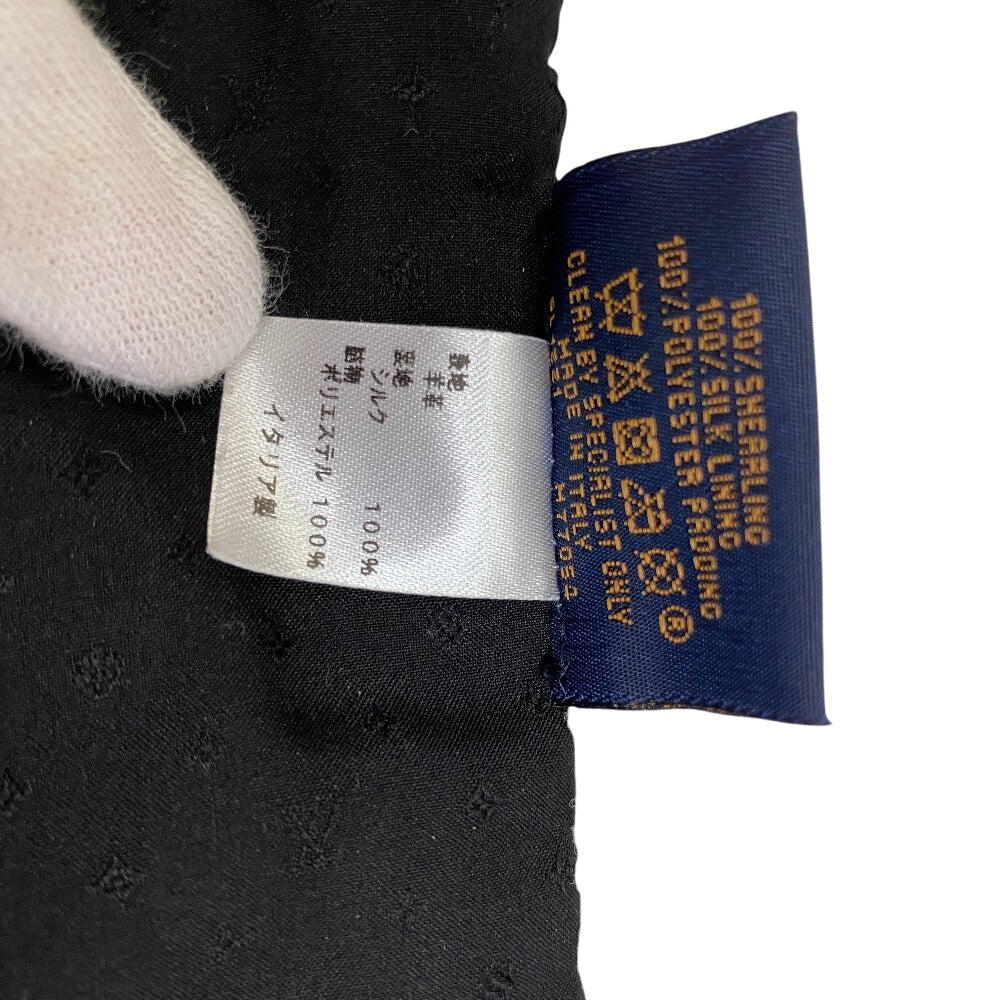 100% SHEARLING
100% SILK LINING
100% POLYESTER PADDING
®
CLEAN BY SPECIALIST ONLY
MADE IN ITALY
M77054
表地 羊革
裏地 シルク 100%
詰物 ポリエステル 100%
イタリア製